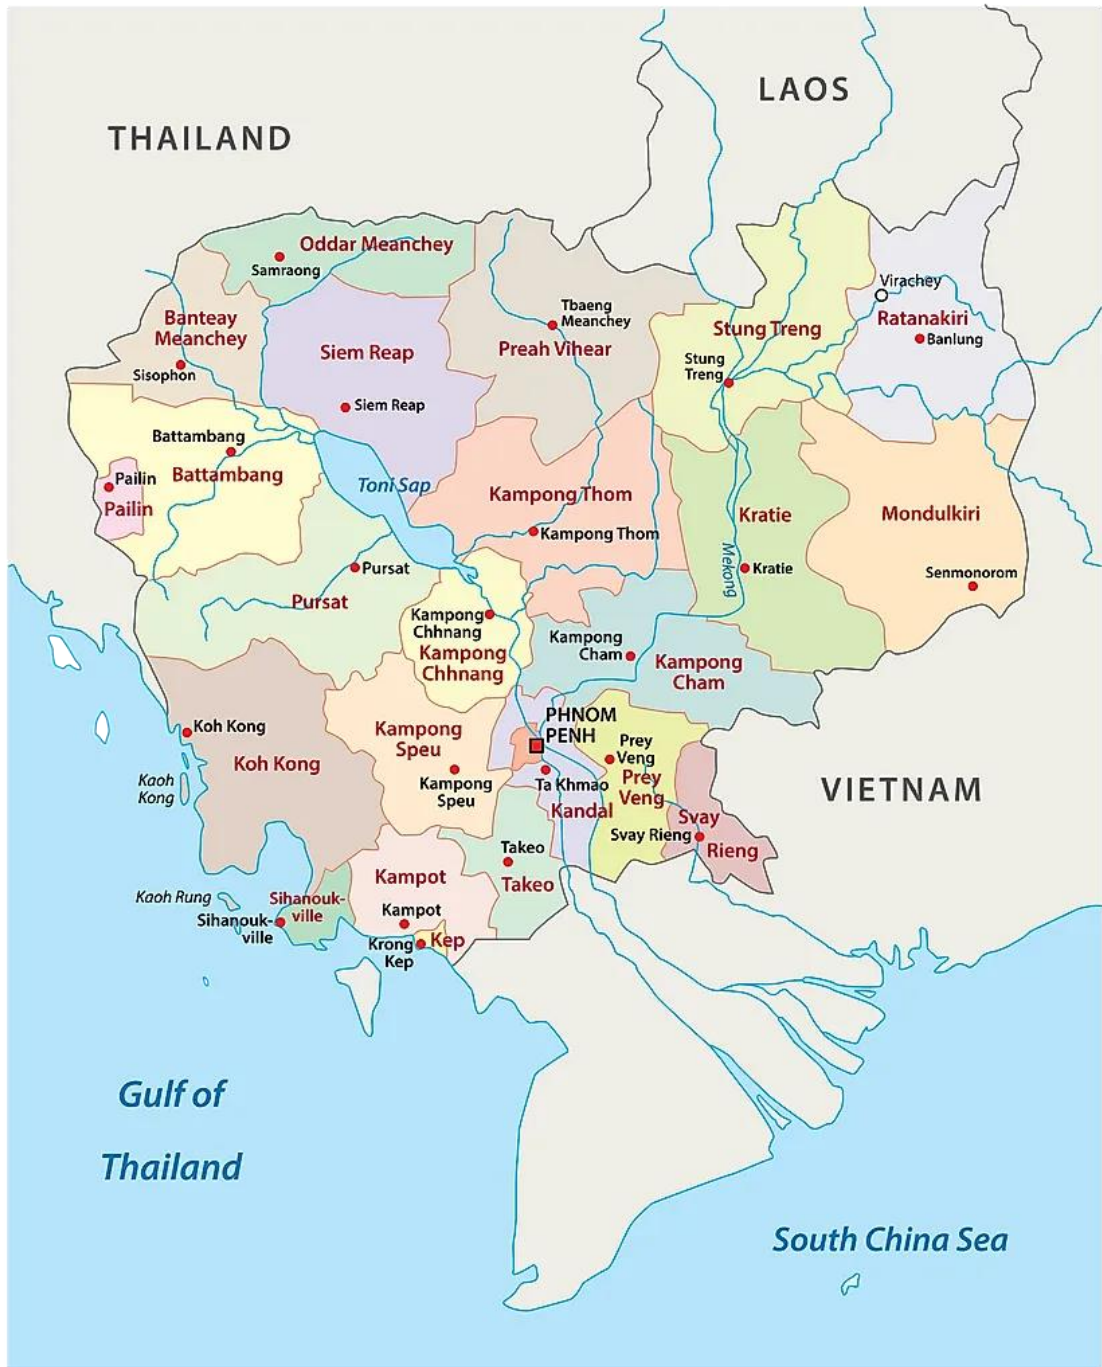 LAOS
THAILAND
Oddar Meanchey
Samraong
Virachey
Banteay
Meanchey
Tbaeng
Meanchey
Ratanakiri
Stung Treng
Banlung
Siem Reap
Preah Vihear
Stung
Treng
Sisophon
Siem Reap
Battambang
Battambang
Pailin
Pailin
Toni Sap
Kampong Thom
Kampong Thom
Kratie
Mondulkiri
Mekong
Kratie
Senmonorom
Pursat
Pursat
Kampong
Chhnang
Kampong
Chhnang
Kampong
Cham
Kampong
Cham
Koh Kong
Koh Kong
Kaoh
Kong
Kampong
Speu
Kampong
Speu
PHNOM
PENH
Prey
Veng
Prey
Veng
Ta Khmao
Kandal
VIETNAM
Svay
Rieng
Svay Rieng
Takeo
Takeo
Kampot
Kampot
Kaoh Rung
Sihanouk-
ville
Sihanouk-
ville
Krong
Kep
Kep
Gulf of
Thailand
South China Sea